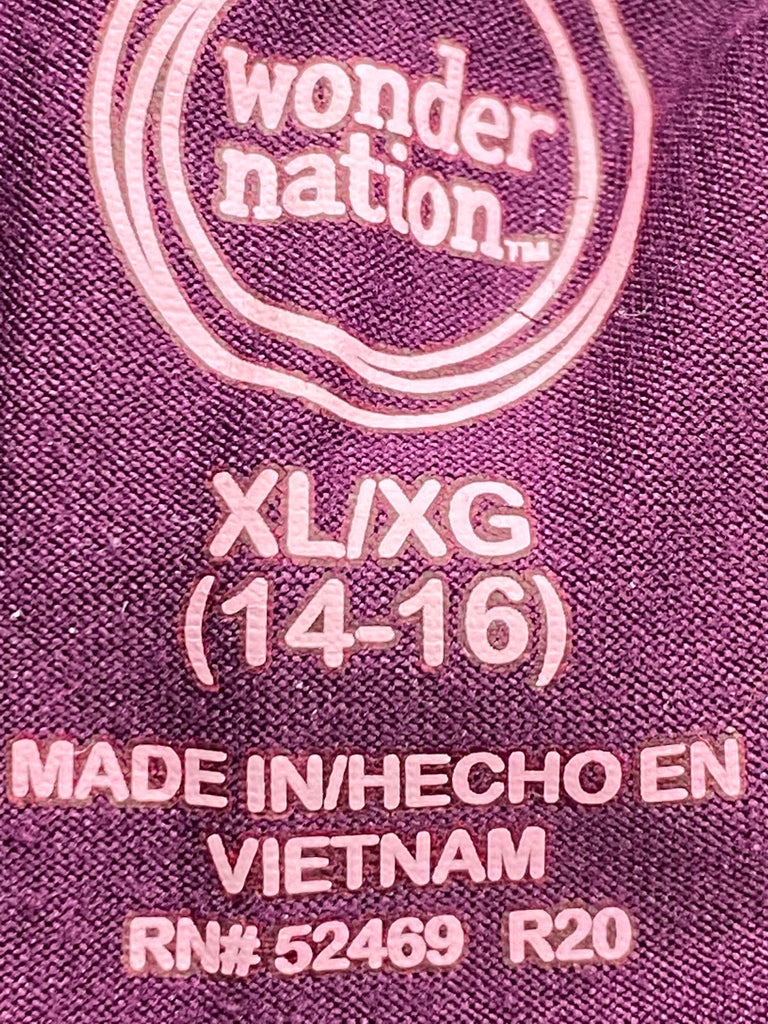 wonder
nation™
XL/XG
(14-16)
MADE IN/HECHO EN
VIETNAM
RN# 52469 R20